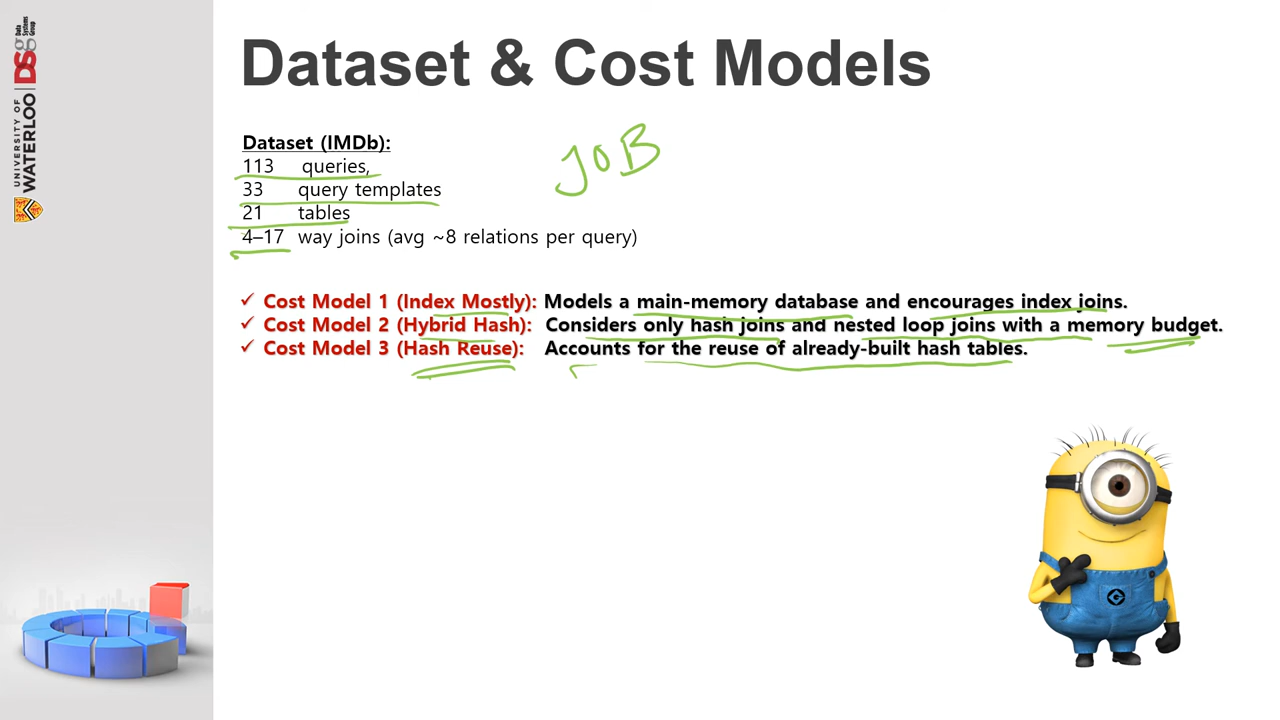 Dataset & Cost Models
UNIVERSITY OF
WATERLOO
DSg
Data
Systems
Group
Dataset (IMDb):
113 queries,
33 query templates
21 tables
4–17 way joins (avg ~8 relations per query)
JOB
✓ Cost Model 1 (Index Mostly): Models a main-memory database and encourages index joins.
✓ Cost Model 2 (Hybrid Hash): Considers only hash joins and nested loop joins with a memory budget.
✓ Cost Model 3 (Hash Reuse): Accounts for the reuse of already-built hash tables.